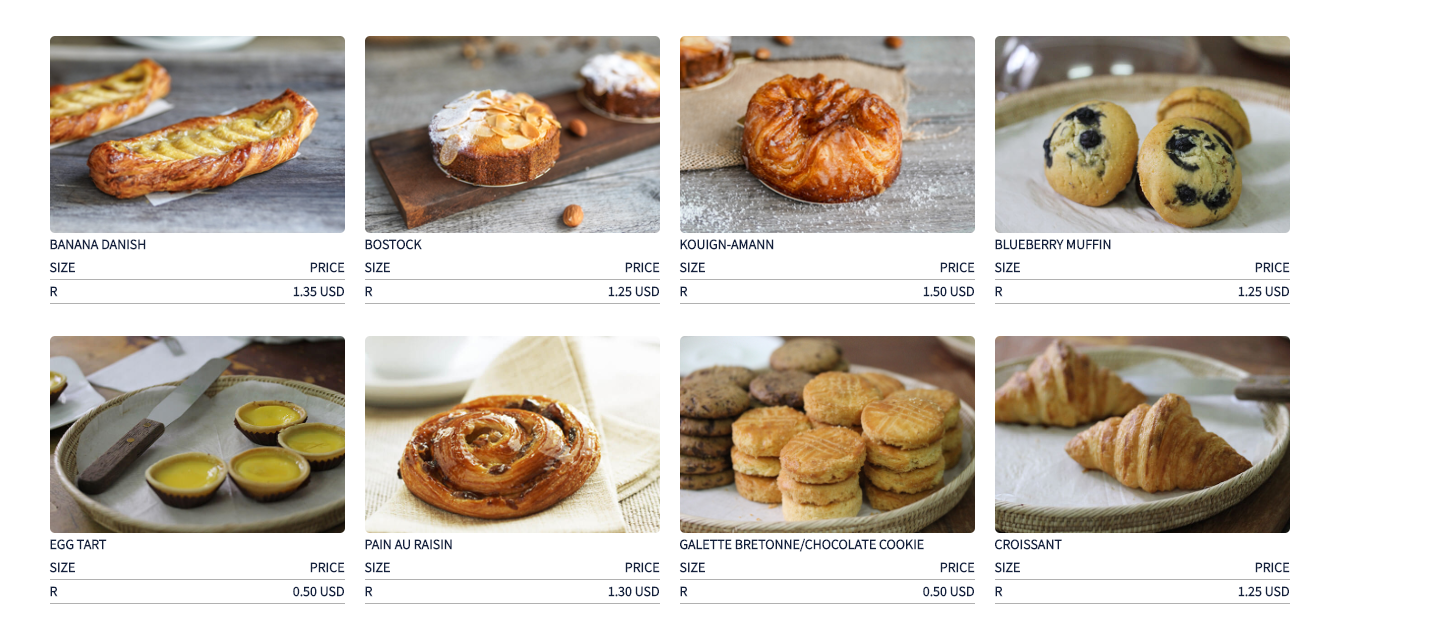 BANANA DANISH
SIZE PRICE
R 1.35 USD
BOSTOCK
SIZE PRICE
R 1.25 USD
KOUIGN-AMANN
SIZE PRICE
R 1.50 USD
BLUEBERRY MUFFIN
SIZE PRICE
R 1.25 USD
EGG TART
SIZE PRICE
R 0.50 USD
PAIN AU RAISIN
SIZE PRICE
R 1.30 USD
GALETTE BRETONNE/CHOCOLATE COOKIE
SIZE PRICE
R 0.50 USD
CROISSANT
SIZE PRICE
R 1.25 USD